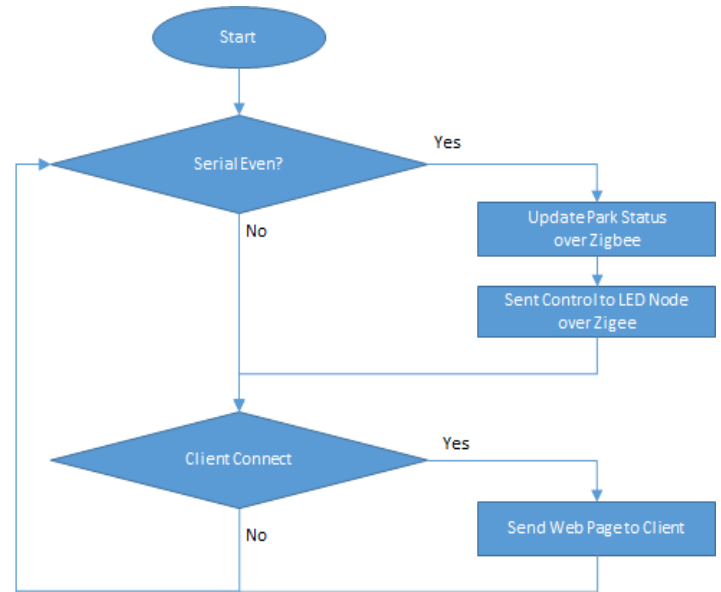 Start
Serial Even?
Yes
No
Update Park Status
over Zigbee
Sent Control to LED Node
over Zigee
Client Connect
Yes
No
Send Web Page to Client